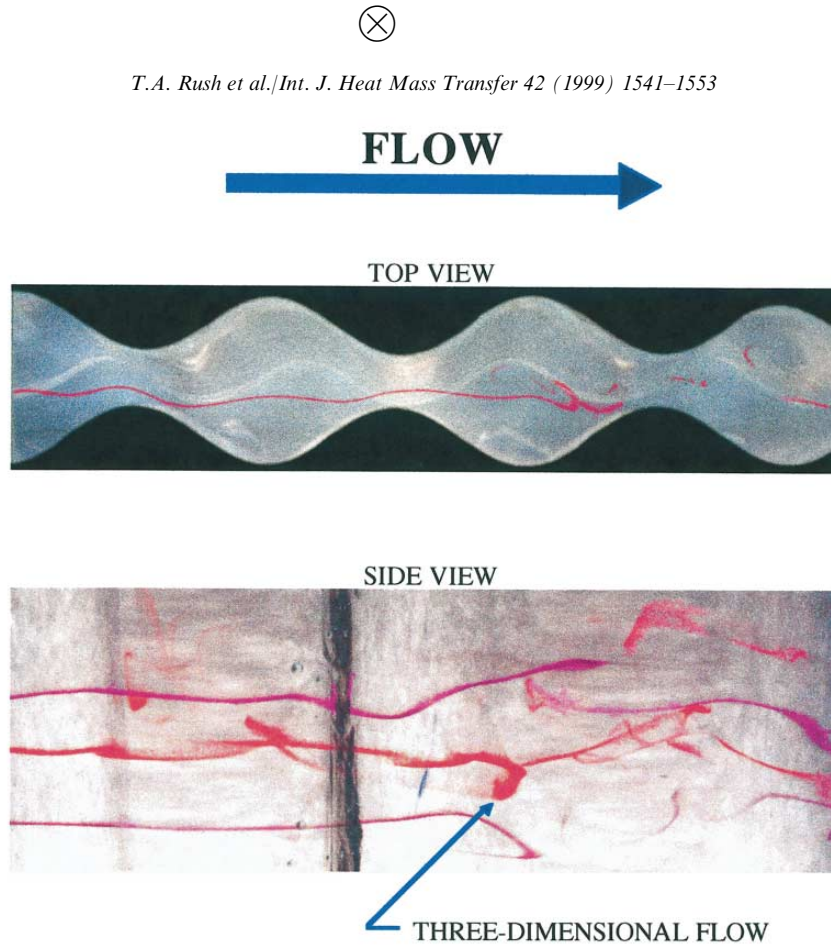 T.A. Rush et al./Int. J. Heat Mass Transfer 42 (1999) 1541–1553
FLOW
TOP VIEW
SIDE VIEW
THREE-DIMENSIONAL FLOW